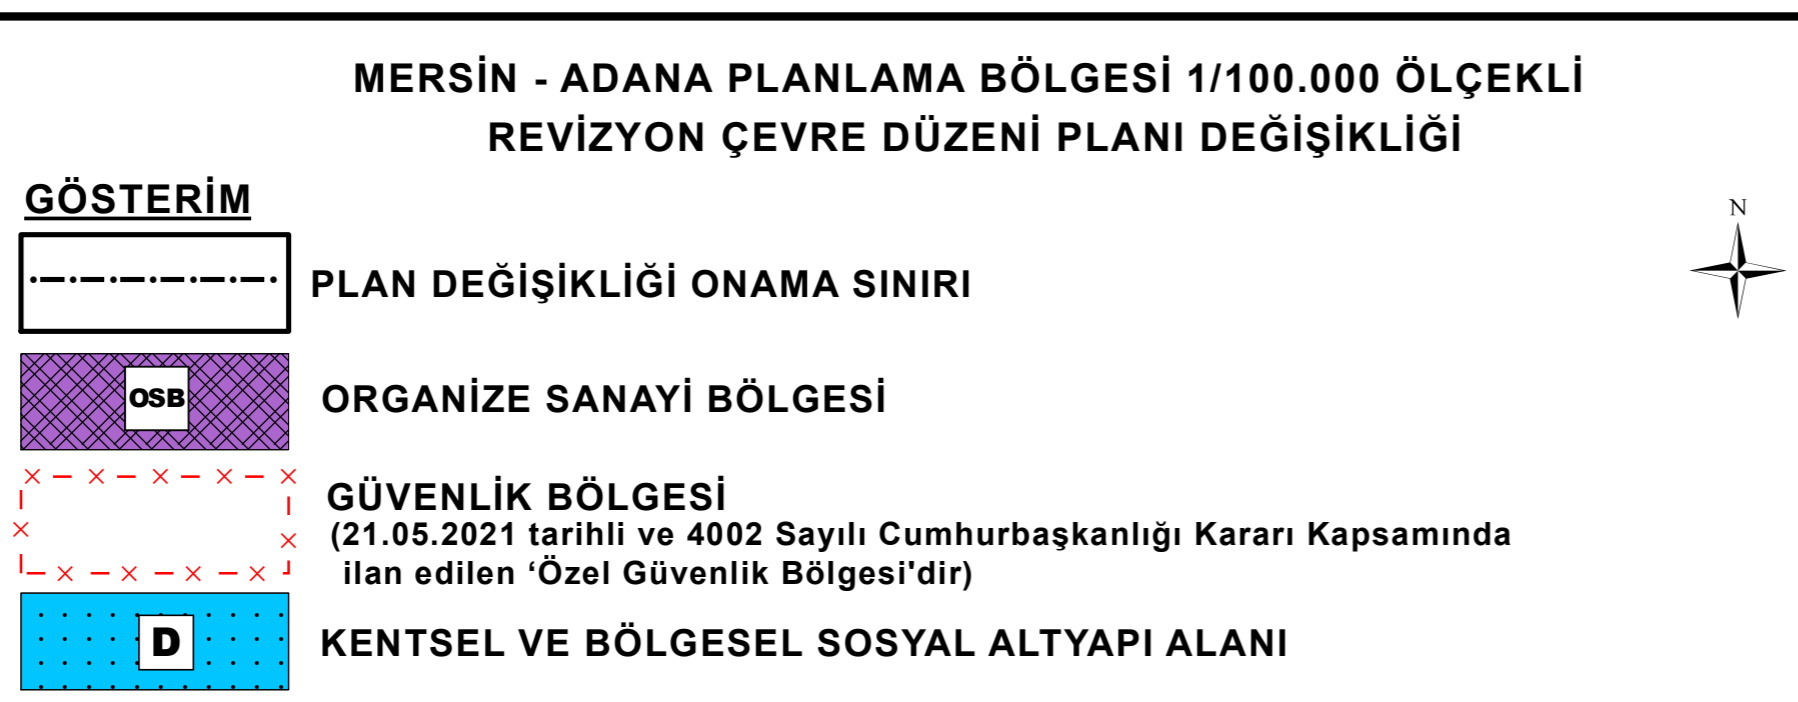 MERSİN - ADANA PLANLAMA BÖLGESİ 1/100.000 ÖLÇEKLİ
REVİZYON ÇEVRE DÜZENİ PLANI DEĞİŞİKLİĞİ
GÖSTERİM
N
PLAN DEĞİŞİKLİĞİ ONAMA SINIRI
OSB
ORGANİZE SANAYİ BÖLGESİ
GÜVENLİK BÖLGESİ
(21.05.2021 tarihli ve 4002 Sayılı Cumhurbaşkanlığı Kararı Kapsamında
ilan edilen ‘Özel Güvenlik Bölgesi'dir)
D
KENTSEL VE BÖLGESEL SOSYAL ALTYAPI ALANI